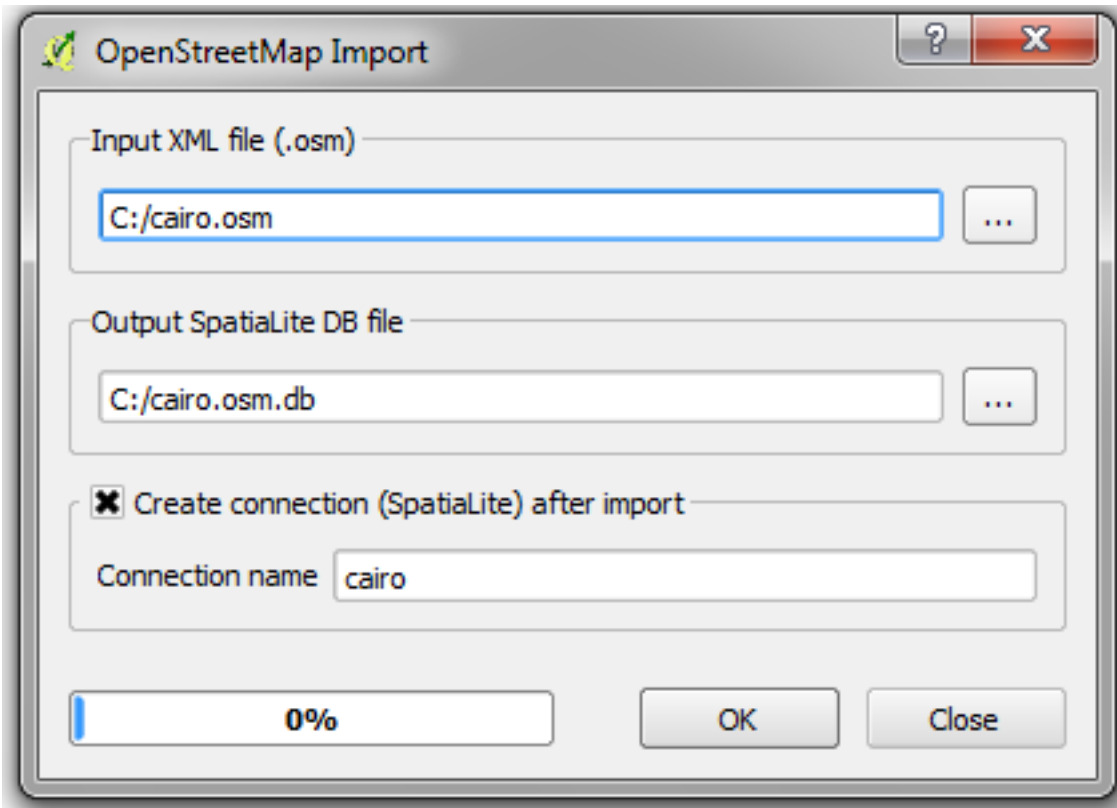 OpenStreetMap Import
Input XML file (.osm)
C:/cairo.osm
...
Output SpatiaLite DB file
C:/cairo.osm.db
...
Create connection (SpatiaLite) after import
Connection name cairo
0% OK Close